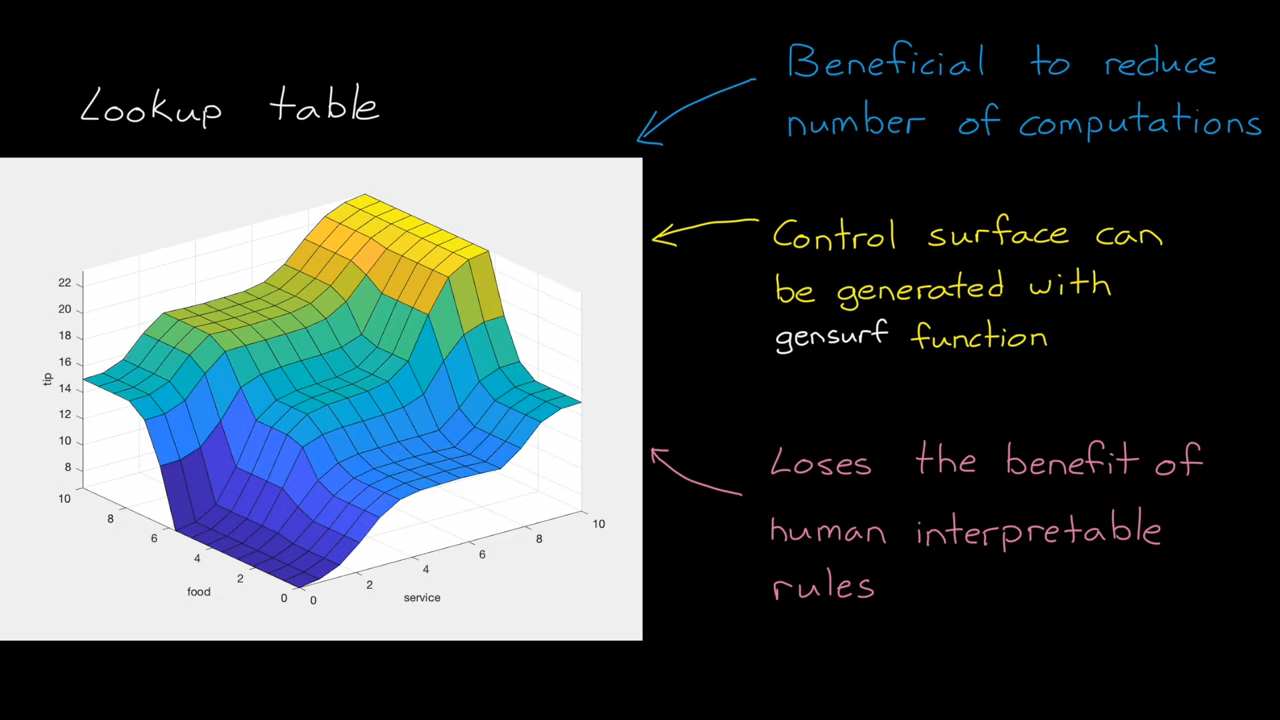 Lookup table
Beneficial to reduce
number of computations
Control surface can
be generated with
gensurf function
Loses the benefit of
human interpretable
rules
22
20
18
16
14
12
10
8
tip
10
8
6
4
2
0
food
0
2
4
6
8
10
service